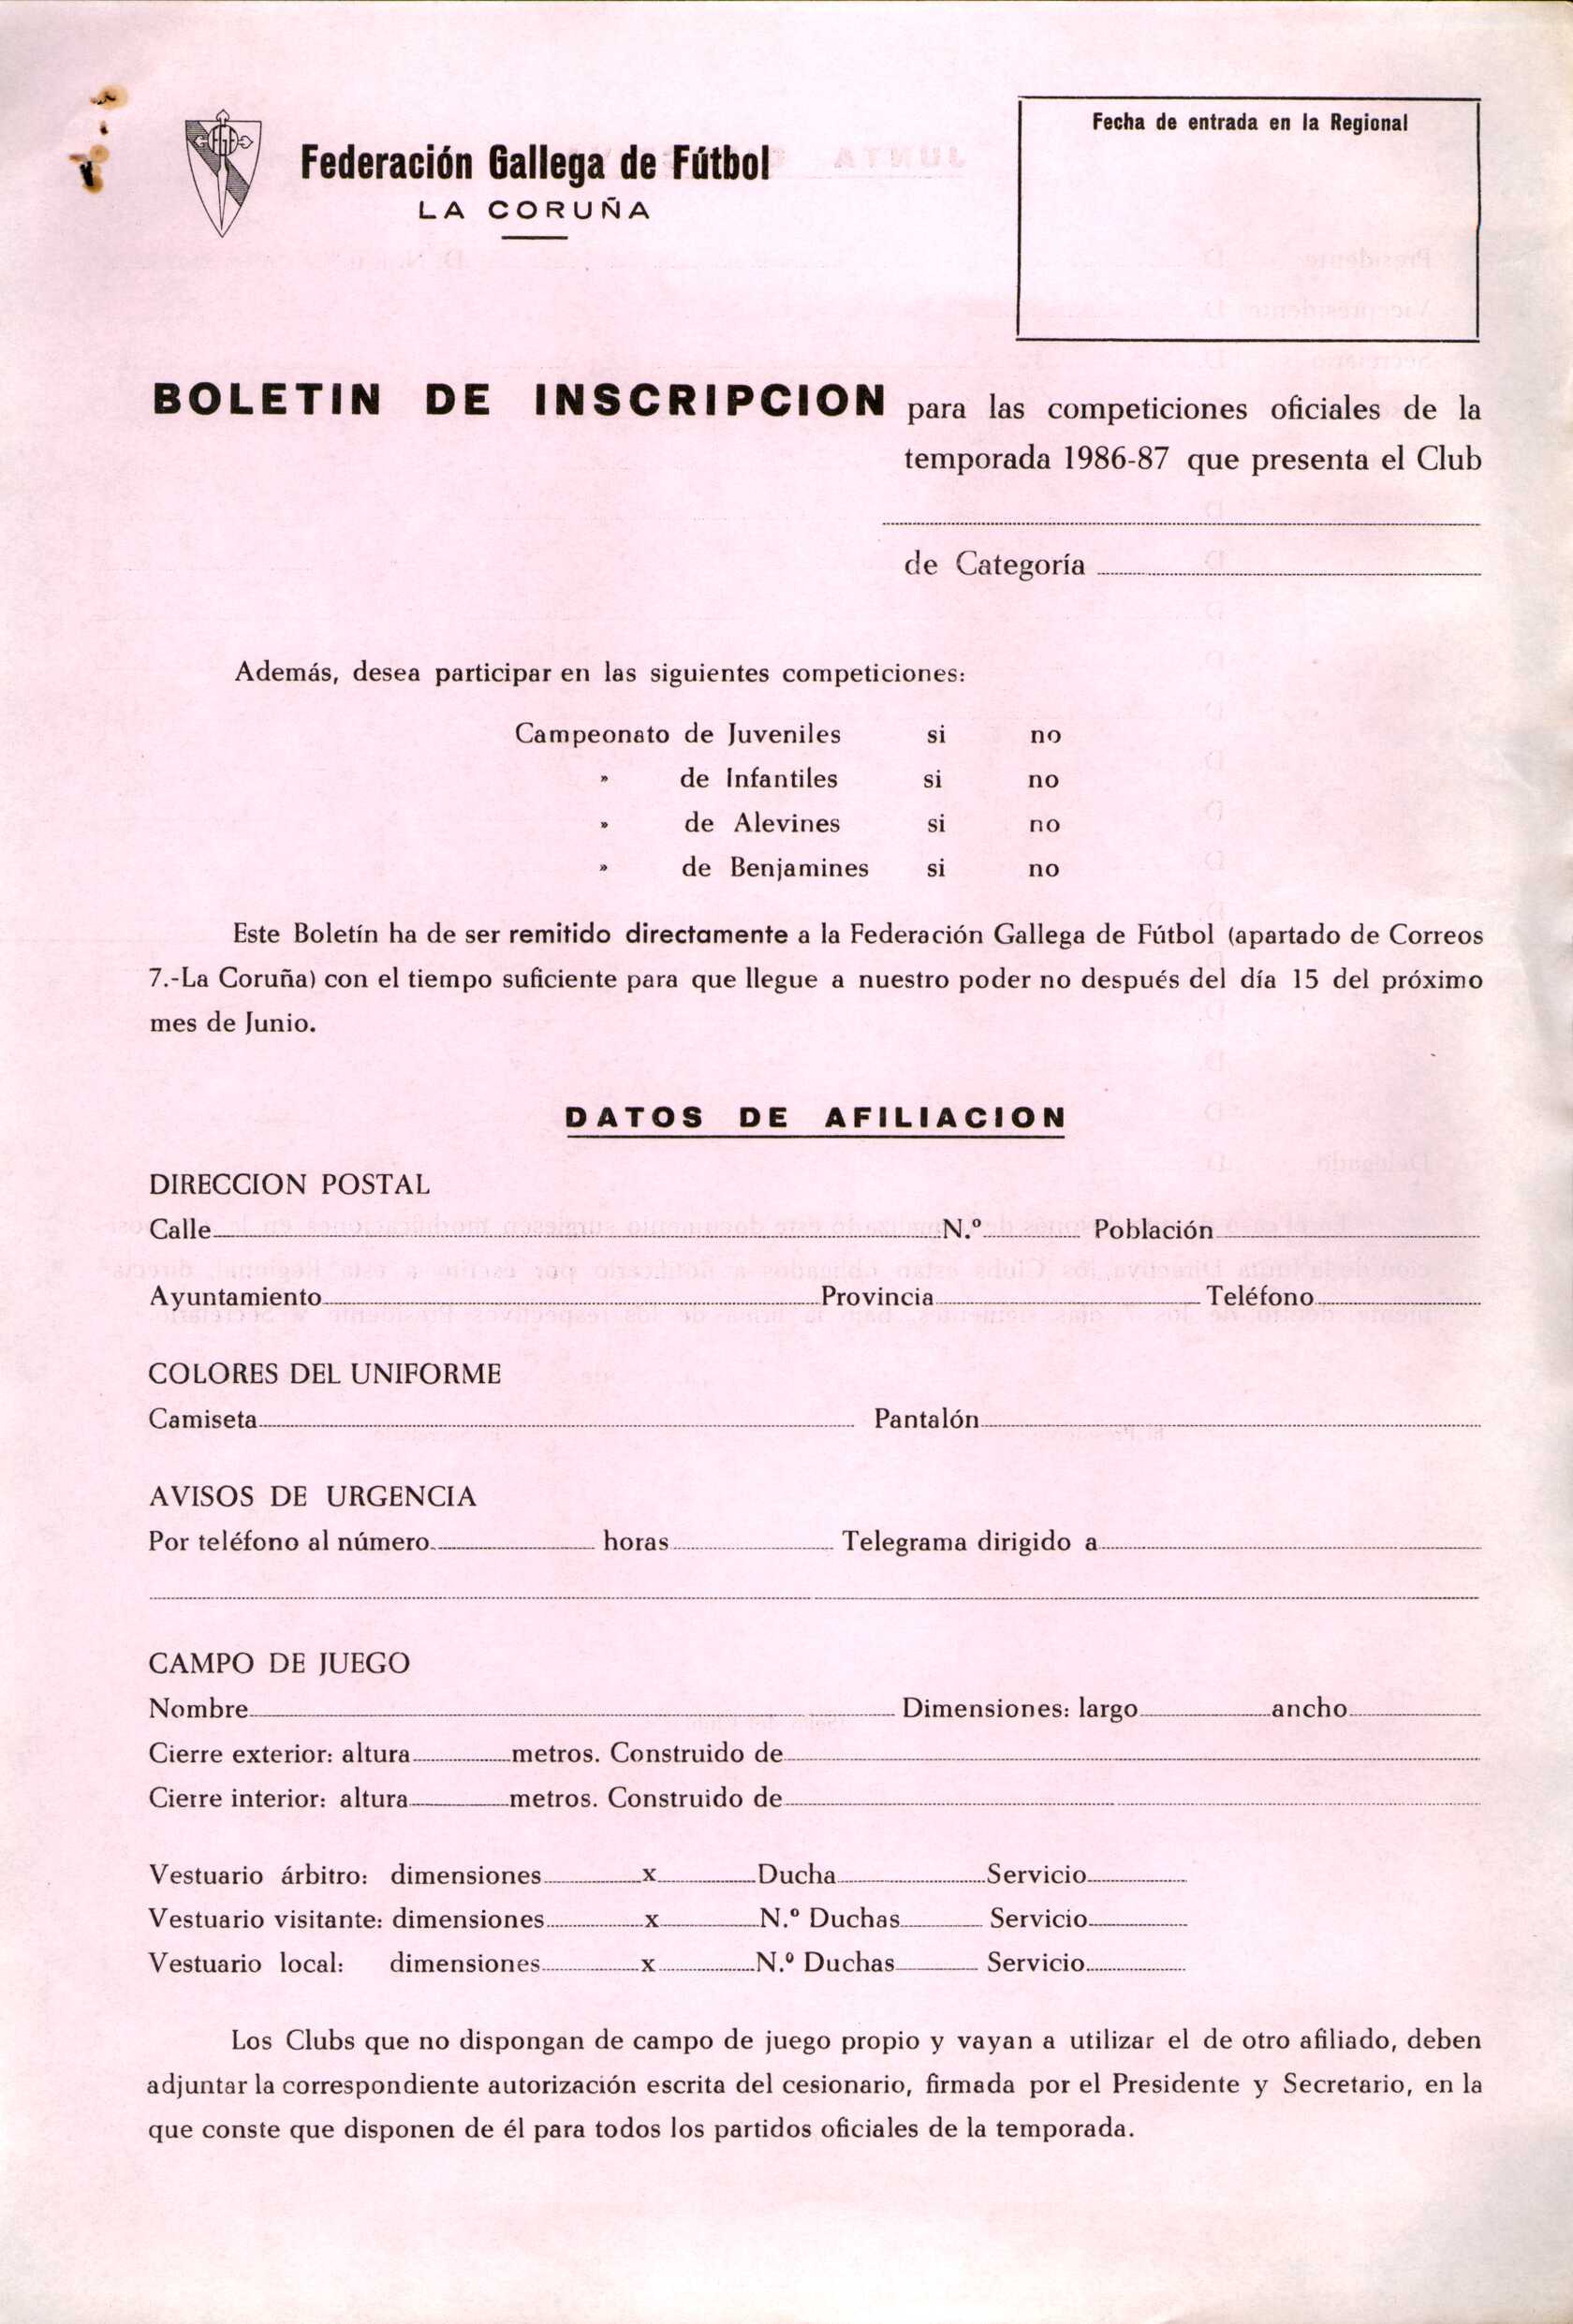 Fecha de entrada en la Regional
Federación Gallega de Fútbol
LA CORUÑA
BOLETIN DE INSCRIPCION para las competiciones oficiales de la
temporada 1986-87 que presenta el Club
de Categoría
Además, desea participar en las siguientes competiciones:
Campeonato de Juveniles si no
» de Infantiles si no
» de Alevines si no
» de Benjamines si no
Este Boletín ha de ser remitido directamente a la Federación Gallega de Fútbol (apartado de Correos
7.-La Coruña) con el tiempo suficiente para que llegue a nuestro poder no después del día 15 del próximo
mes de Junio.
DATOS DE AFILIACION
DIRECCION POSTAL
Calle N.º Población
Ayuntamiento Provincia Teléfono
COLORES DEL UNIFORME
Camiseta Pantalón
AVISOS DE URGENCIA
Por teléfono al número horas Telegrama dirigido a
CAMPO DE JUEGO
Nombre Dimensiones: largo ancho
Cierre exterior: altura metros. Construido de
Cierre interior: altura metros. Construido de
Vestuario árbitro: dimensiones x Ducha Servicio
Vestuario visitante: dimensiones x N.º Duchas Servicio
Vestuario local: dimensiones x N.º Duchas Servicio
Los Clubs que no dispongan de campo de juego propio y vayan a utilizar el de otro afiliado, deben
adjuntar la correspondiente autorización escrita del cesionario, firmada por el Presidente y Secretario, en la
que conste que disponen de él para todos los partidos oficiales de la temporada.